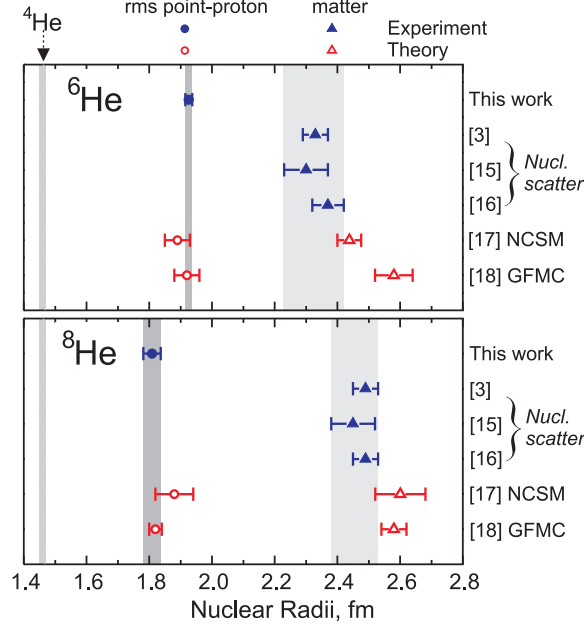 rms point-proton matter
⁴He
Experiment
Theory
⁶He
This work
[3]
[15] Nucl.
scatter
[16]
[17] NCSM
[18] GFMC
⁸He
This work
[3]
[15] Nucl.
scatter
[16]
[17] NCSM
[18] GFMC
1.4 1.6 1.8 2.0 2.2 2.4 2.6 2.8
Nuclear Radii, fm